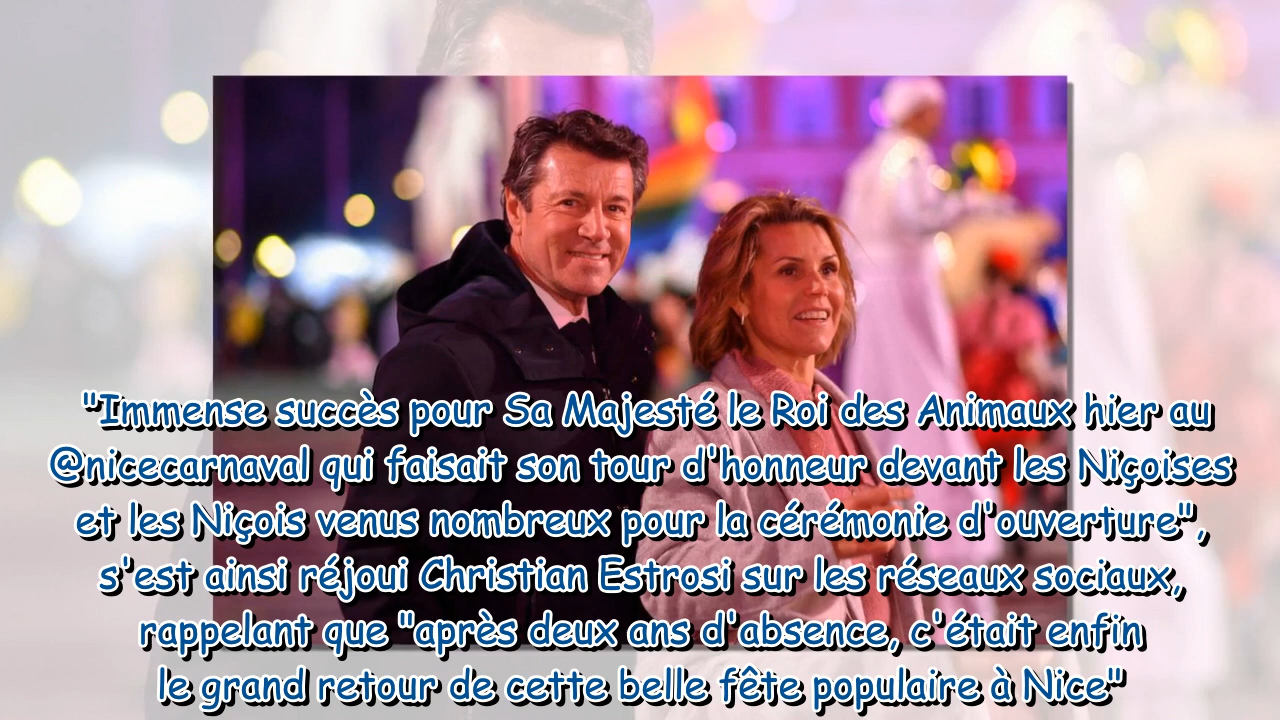 "Immense succès pour Sa Majesté le Roi des Animaux hier au
@nicecarnaval qui faisait son tour d'honneur devant les Niçoises
et les Niçois venus nombreux pour la cérémonie d'ouverture",
s'est ainsi réjoui Christian Estrosi sur les réseaux sociaux,
rappelant que "après deux ans d'absence, c'était enfin
le grand retour de cette belle fête populaire à Nice"